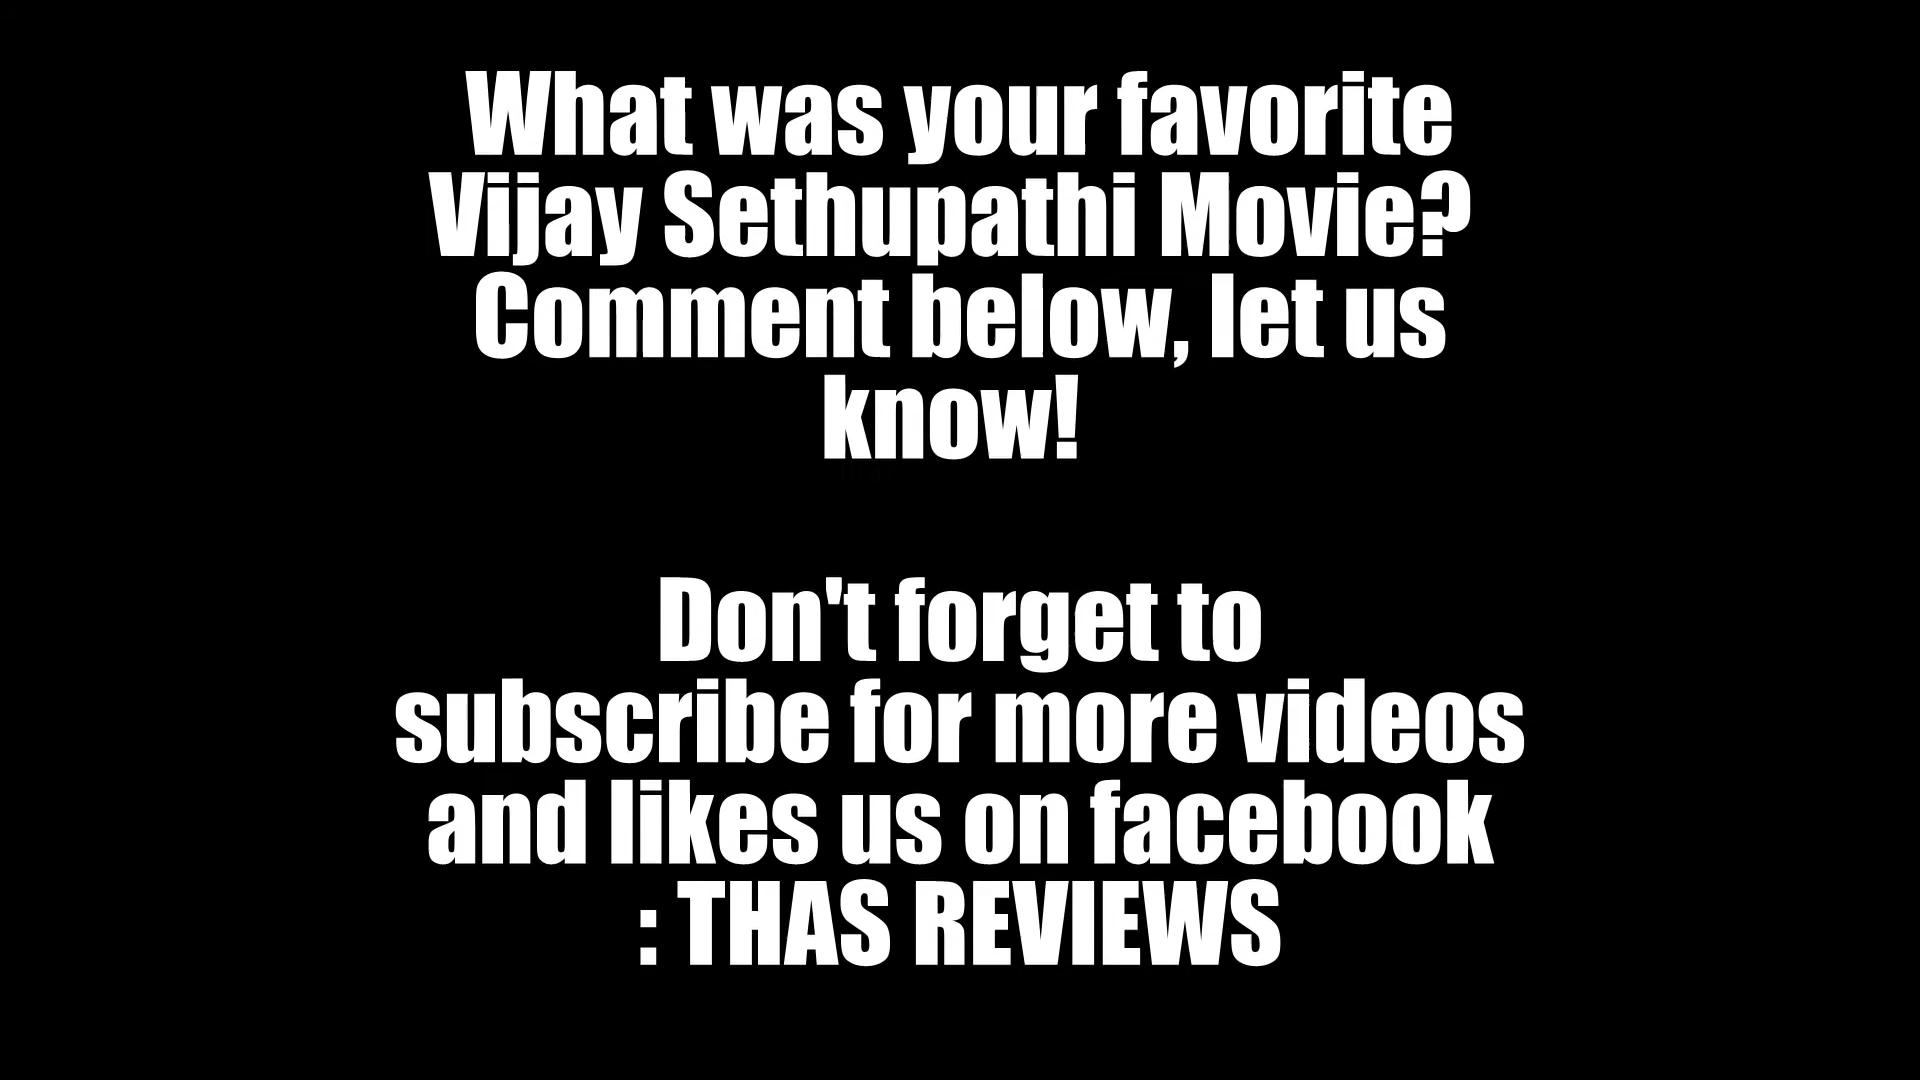 What was your favorite
Vijay Sethupathi Movie?
Comment below, let us
know!
Don't forget to
subscribe for more videos
and likes us on facebook
: THAS REVIEWS